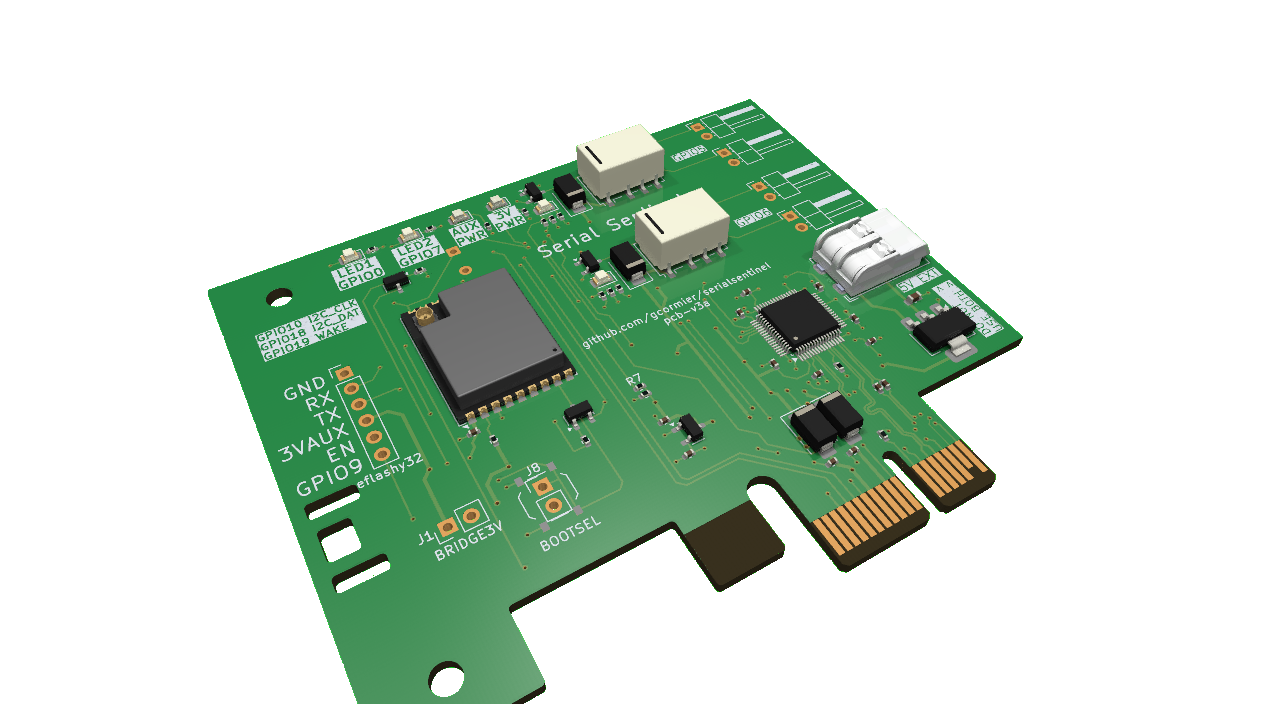 GPIO5
GPIO6
Serial Sentinel
3V
PWR
AUX
PWR
LED2
GPIO7
LED1
GPIO0
github.com/gcormier/serialsentinel
pcb-v3a
5V EXT
GPIO10 I2C_CLK
GPIO18 I2C_DAT
GPIO19 WAKE
GND
RX
TX
3VAUX
EN
GPIO9
eflashy32
R7
J8
BOOTSEL
J1
BRIDGE3V